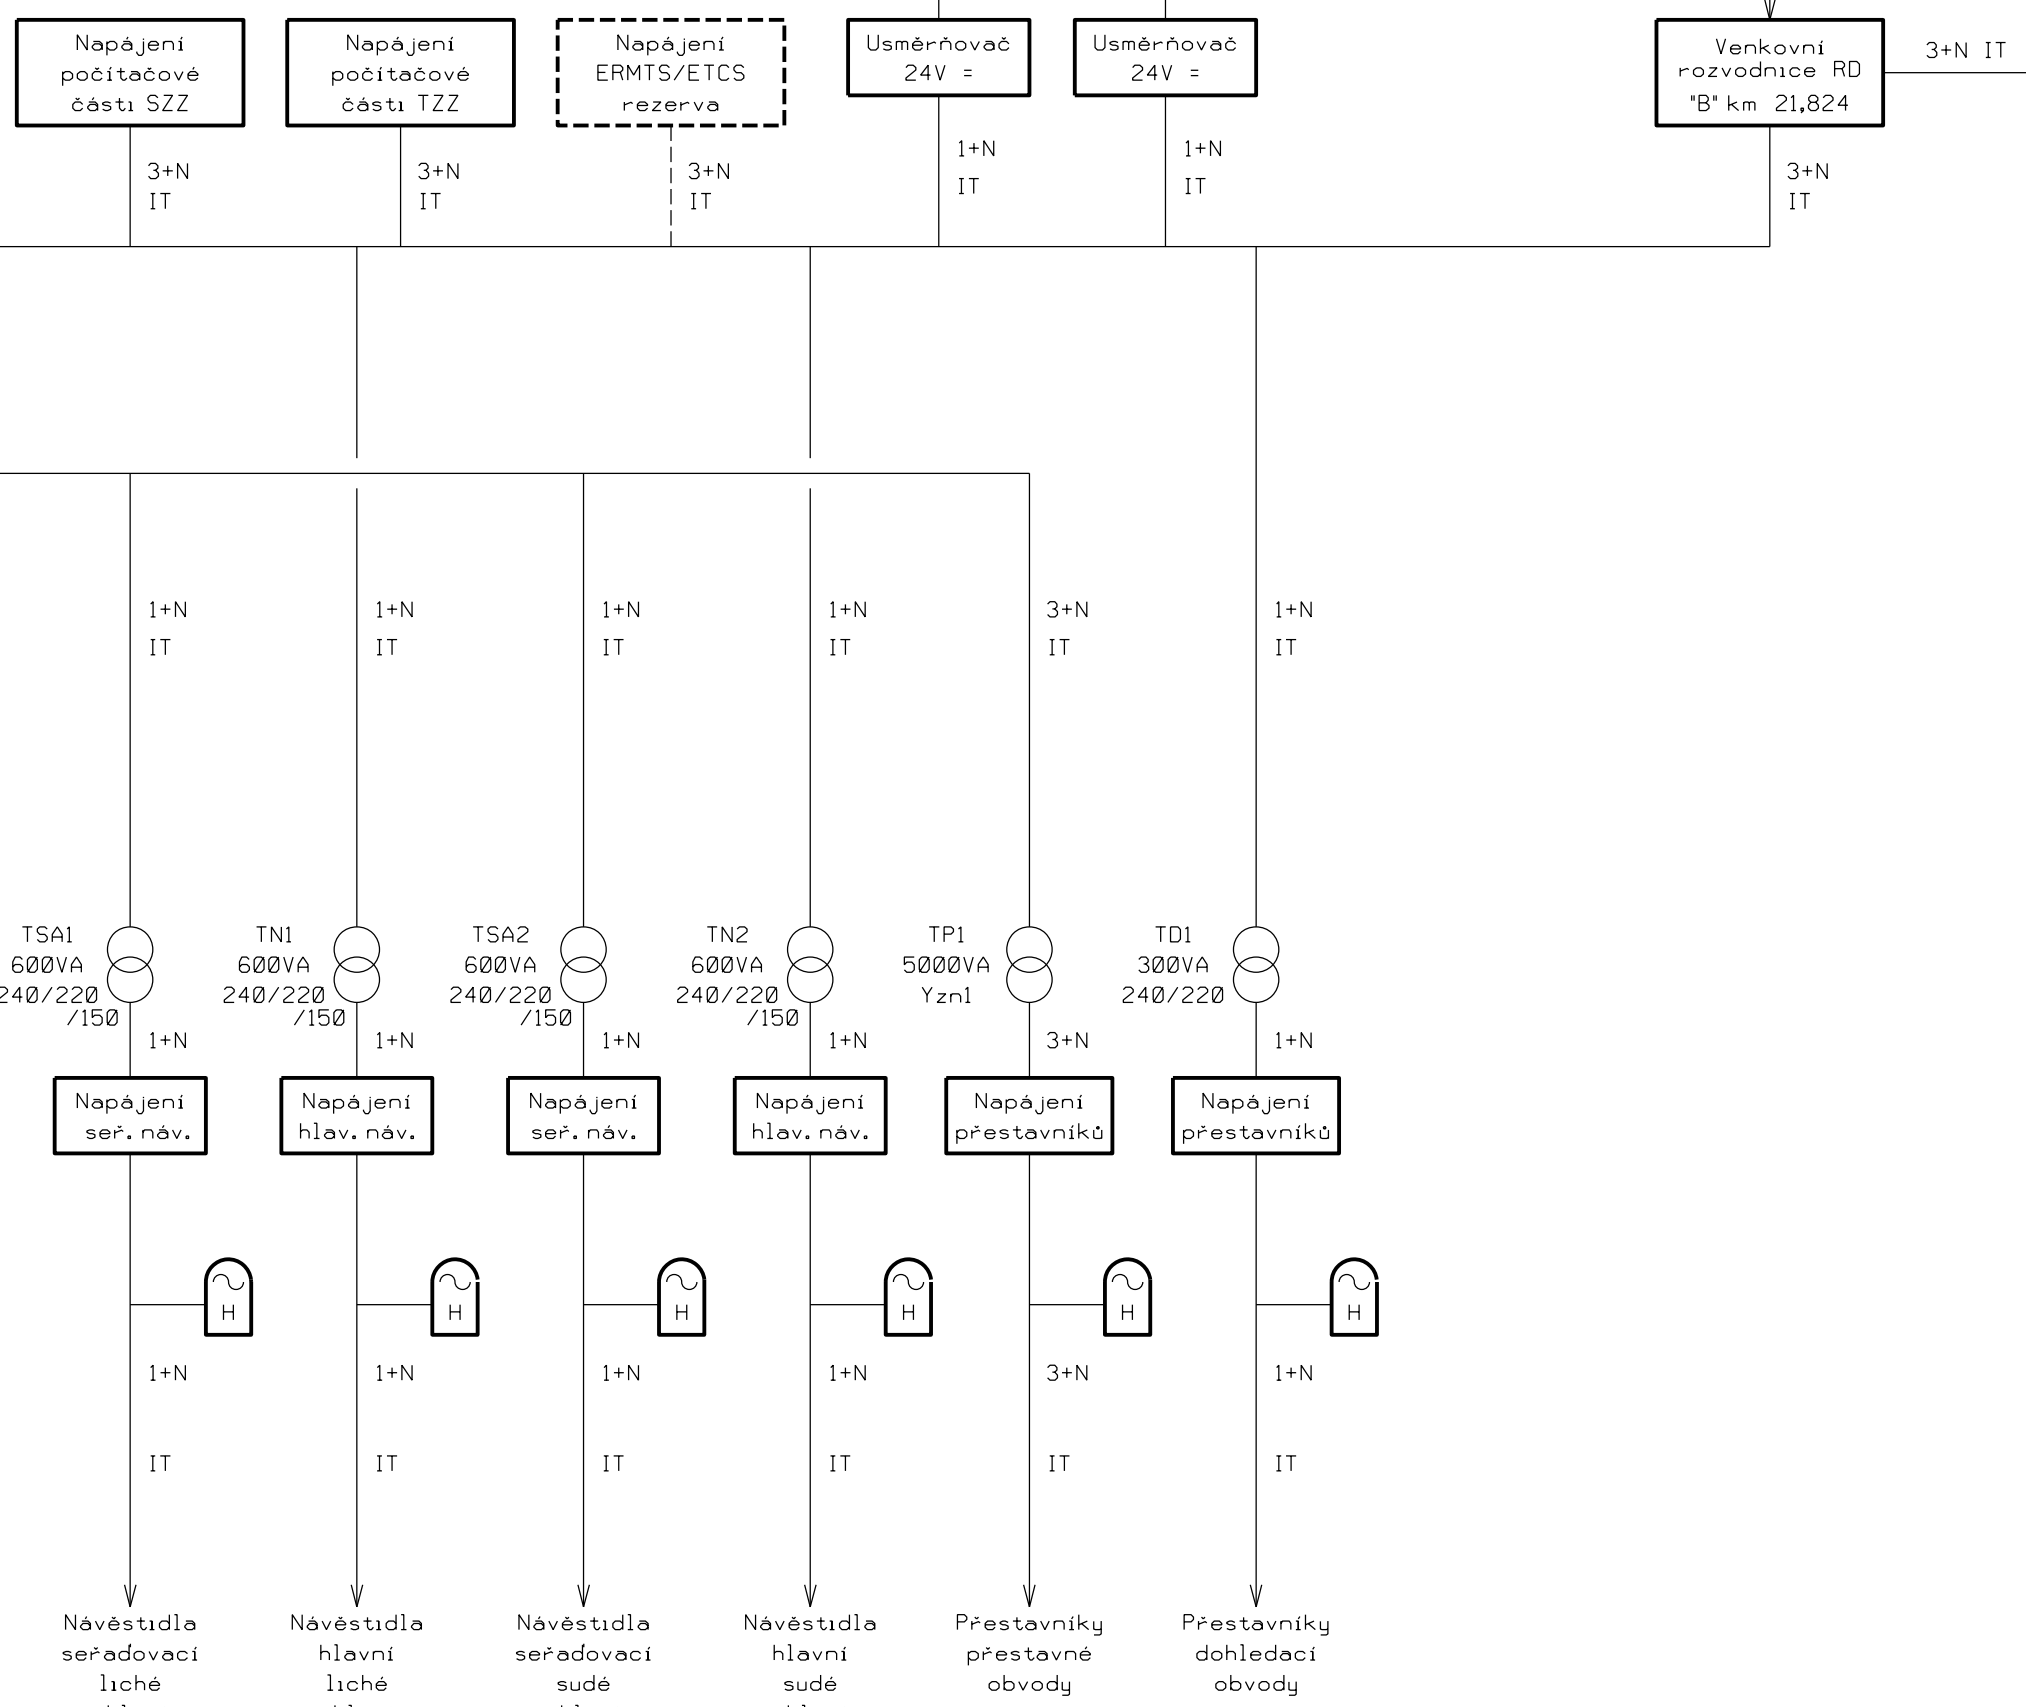 Napájení
počítačové
části SZZ
Napájení
počítačové
části TZZ
Napájení
ERMTS/ETCS
rezerva
Usměrňovač
24V =
Usměrňovač
24V =
Venkovní
rozvodnice RD
"B" km 21,824
3+N IT
3+N
IT
3+N
IT
3+N
IT
1+N
IT
1+N
IT
3+N
IT
1+N
IT
1+N
IT
1+N
IT
1+N
IT
3+N
IT
1+N
IT
TSA1
600VA
240/220
/150
TN1
600VA
240/220
/150
TSA2
600VA
240/220
/150
TN2
600VA
240/220
/150
TP1
5000VA
Yzn1
TD1
300VA
240/220
1+N
1+N
1+N
1+N
3+N
1+N
Napájení
seř. náv.
Napájení
hlav. náv.
Napájení
seř. náv.
Napájení
hlav. náv.
Napájení
přestavníků
Napájení
přestavníků
H
H
H
H
H
H
1+N
IT
1+N
IT
1+N
IT
1+N
IT
3+N
IT
1+N
IT
Návěstidla
seřaďovací
liché
Návěstidla
hlavní
liché
Návěstidla
seřaďovací
sudé
Návěstidla
hlavní
sudé
Přestavníky
přestavné
obvody
Přestavníky
dohledací
obvody